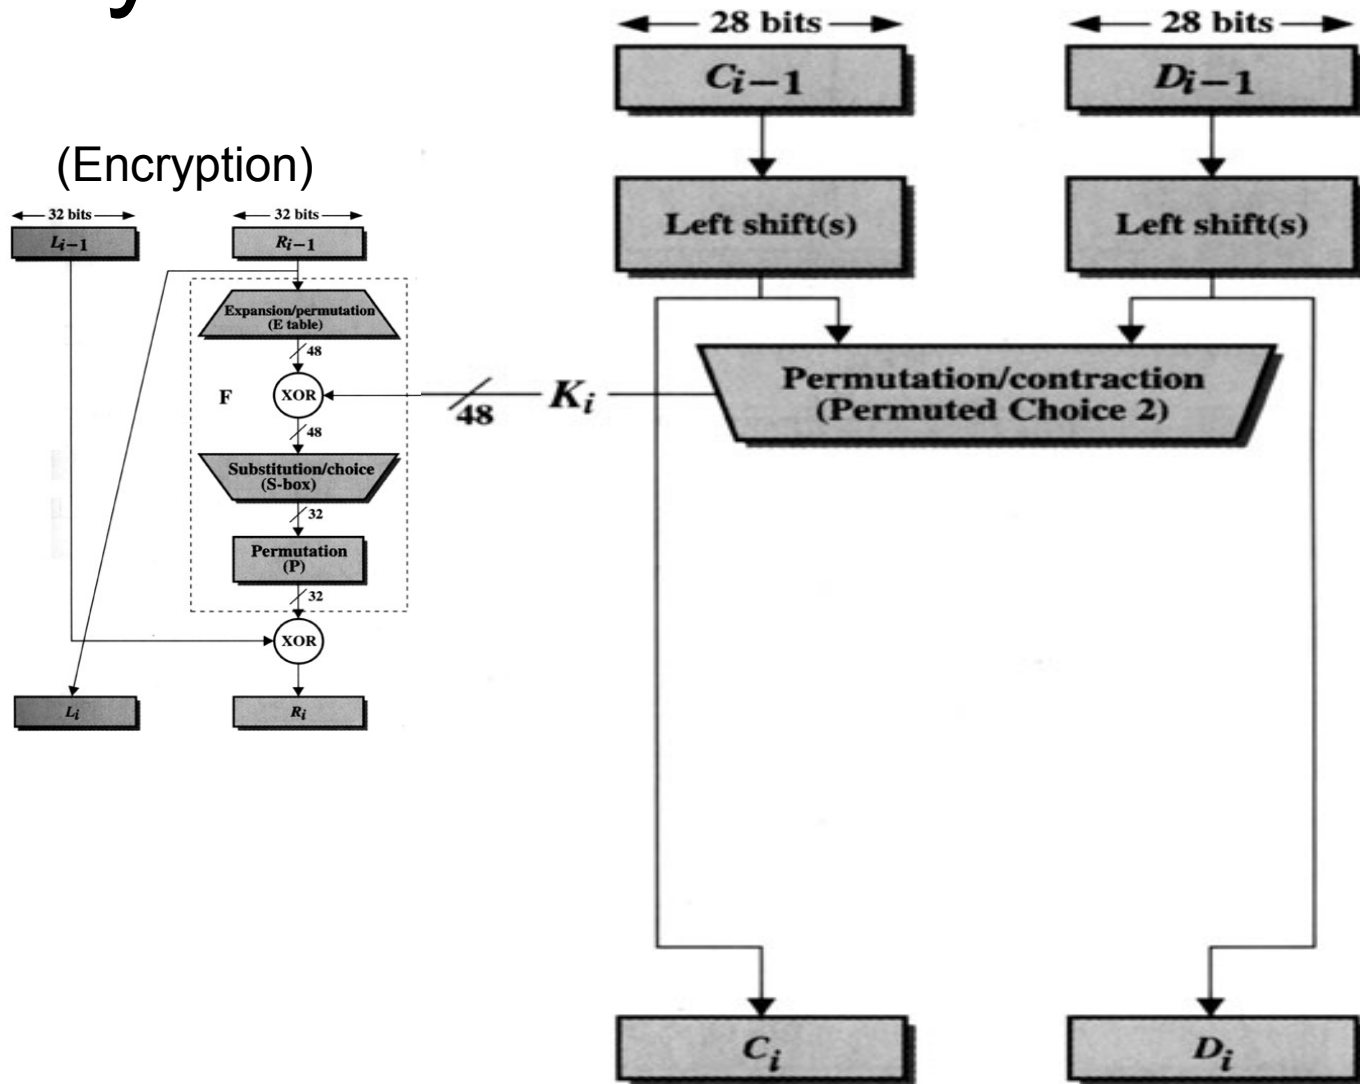 y
(Encryption)
32 bits
32 bits
Li−1
Ri−1
Expansion/permutation
(E table)
48
F
XOR
48
Substitution/choice
(S-box)
32
Permutation
(P)
32
XOR
Li
Ri
28 bits
28 bits
Ci−1
Di−1
Left shift(s)
Left shift(s)
Permutation/contraction
(Permuted Choice 2)
Ki
48
Ci
Di